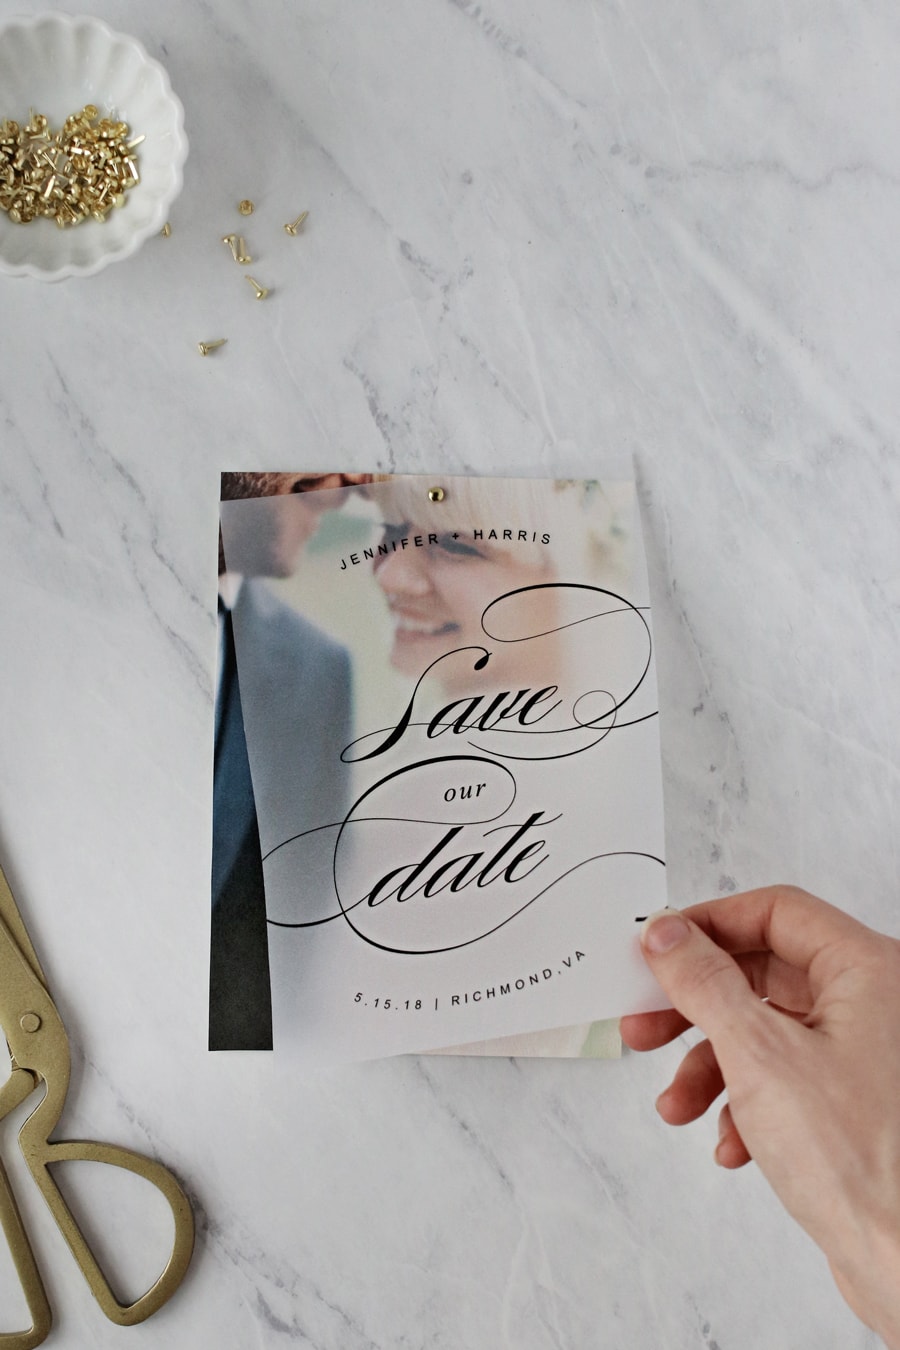 JENNIFER + HARRIS
Save
our
date
5.15.18 | RICHMOND, VA